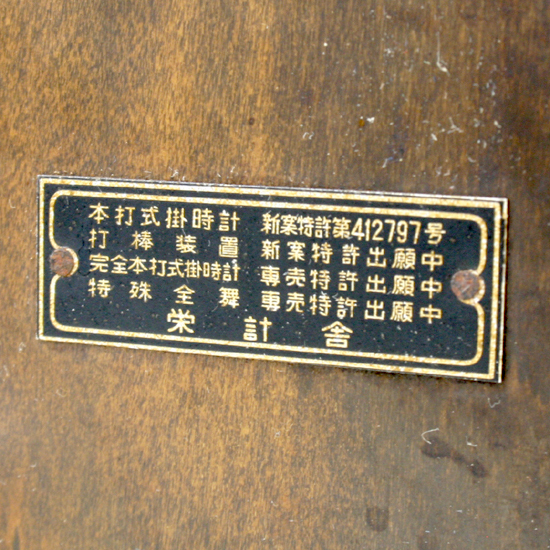 本打式掛時計 新案特許第412797号
打棒装置 新案特許出願中
完全本打式掛時計 専売特許出願中
特殊全舞 専売特許出願中
栄計舎